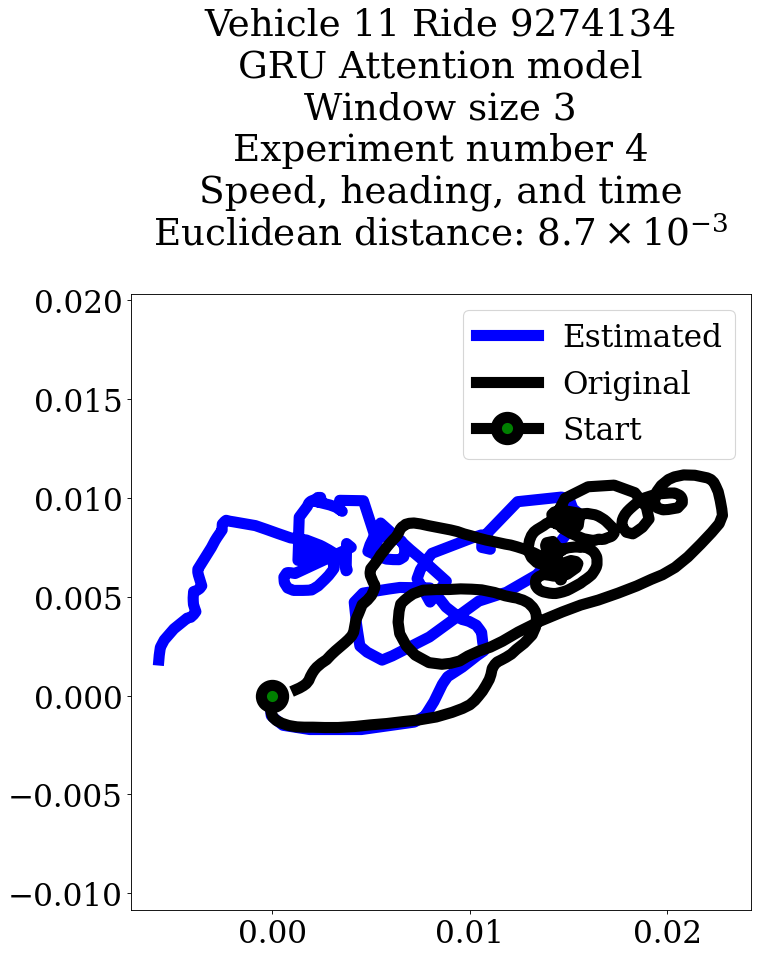 Vehicle 11 Ride 9274134
GRU Attention model
Window size 3
Experiment number 4
Speed, heading, and time
Euclidean distance: 8.7 × 10⁻³
0.020
0.015
0.010
0.005
0.000
−0.005
−0.010
Estimated
Original
Start
0.00 0.01 0.02